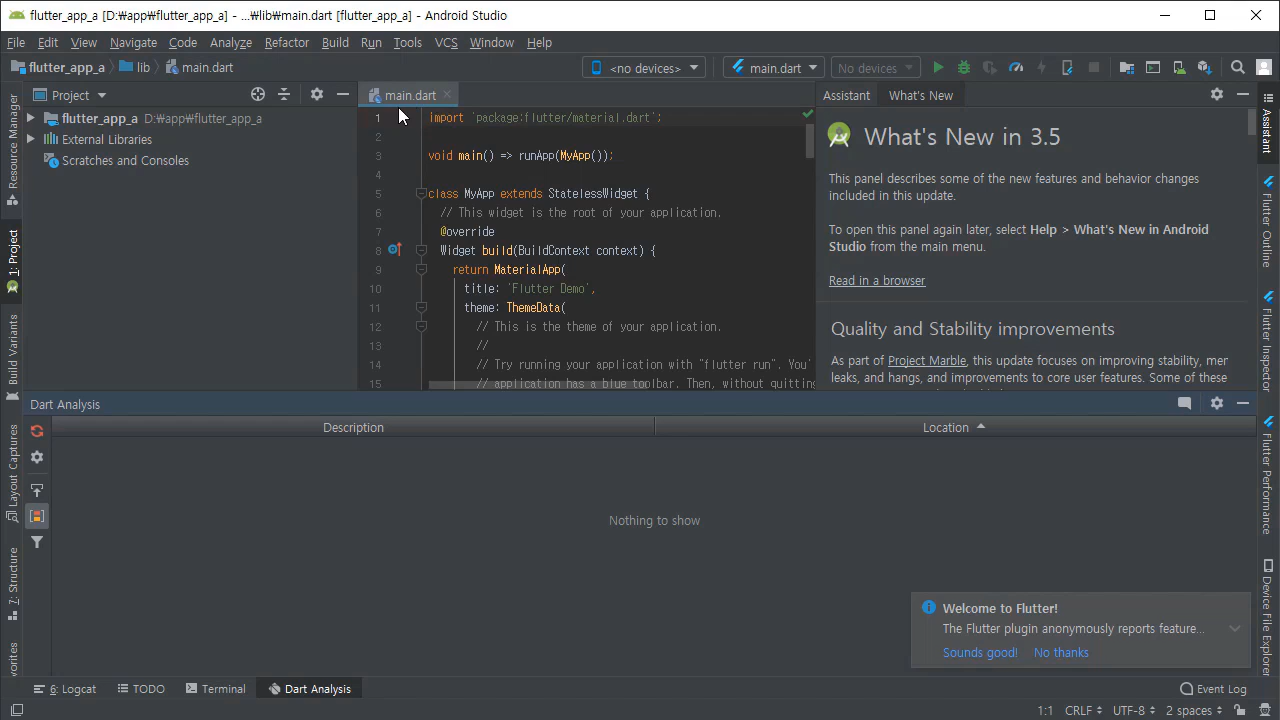 flutter_app_a [D:₩app₩flutter_app_a] - ...₩lib₩main.dart [flutter_app_a] - Android Studio
File Edit View Navigate Code Analyze Refactor Build Run Tools VCS Window Help
flutter_app_a lib main.dart <no devices> main.dart No devices
Resource Manager
1: Project
Build Variants
Layout Captures
7: Structure
vorites
Project
flutter_app_a D:₩app₩flutter_app_a
External Libraries
Scratches and Consoles
main.dart
1 import 'package:flutter/material.dart';
2
3 void main() => runApp(MyApp());
4
5 class MyApp extends StatelessWidget {
6 // This widget is the root of your application.
7 @override
8 Widget build(BuildContext context) {
9 return MaterialApp(
10 title: 'Flutter Demo',
11 theme: ThemeData(
12 // This is the theme of your application.
13 //
14 // Try running your application with "flutter run". You'
15 // application has a blue toolbar. Then, without quitting
Assistant What's New
What's New in 3.5
This panel describes some of the new features and behavior changes
included in this update.
To open this panel again later, select Help > What's New in Android
Studio from the main menu.
Read in a browser
Quality and Stability improvements
As part of Project Marble, this update focuses on improving stability, mer
leaks, and hangs, and improvements to core user features. Some of these
Assistant
Flutter Outline
Flutter Inspector
Flutter Performance
Device File Explorer
Dart Analysis
Description Location
Nothing to show
Welcome to Flutter!
The Flutter plugin anonymously reports feature...
Sounds good! No thanks
6: Logcat TODO Terminal Dart Analysis Event Log
1:1 CRLF UTF-8 2 spaces